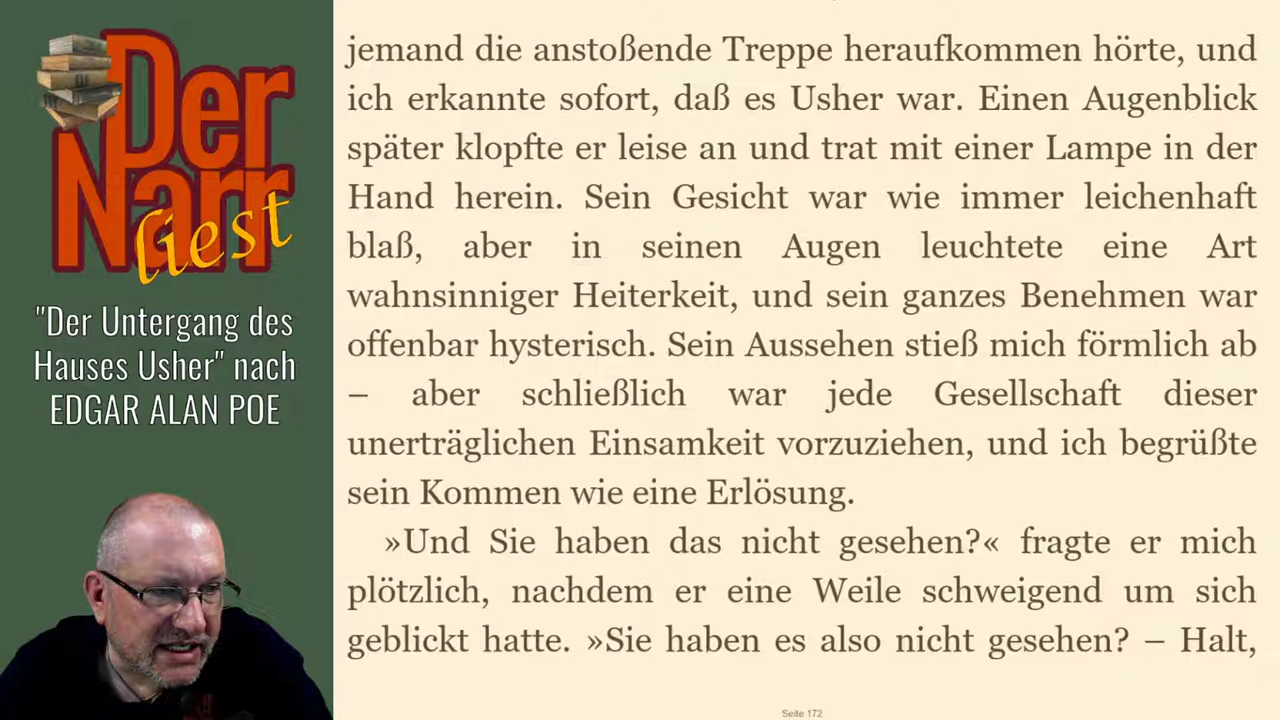 Der
Narr
liest
"Der Untergang des
Hauses Usher" nach
EDGAR ALAN POE
jemand die anstoßende Treppe heraufkommen hörte, und
ich erkannte sofort, daß es Usher war. Einen Augenblick
später klopfte er leise an und trat mit einer Lampe in der
Hand herein. Sein Gesicht war wie immer leichenhaft
blaß, aber in seinen Augen leuchtete eine Art
wahnsinniger Heiterkeit, und sein ganzes Benehmen war
offenbar hysterisch. Sein Aussehen stieß mich förmlich ab
– aber schließlich war jede Gesellschaft dieser
unerträglichen Einsamkeit vorzuziehen, und ich begrüßte
sein Kommen wie eine Erlösung.
»Und Sie haben das nicht gesehen?« fragte er mich
plötzlich, nachdem er eine Weile schweigend um sich
geblickt hatte. »Sie haben es also nicht gesehen? – Halt,
Seite 172